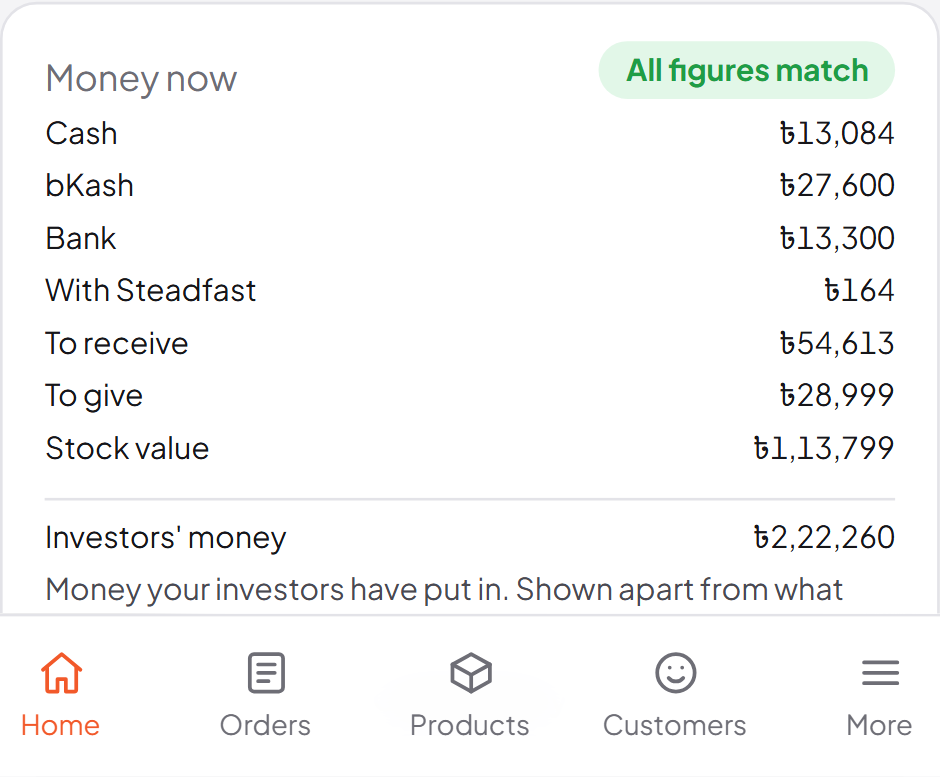 Money now
All figures match
Cash ৳13,084
bKash ৳27,600
Bank ৳13,300
With Steadfast ৳164
To receive ৳54,613
To give ৳28,999
Stock value ৳1,13,799
Investors' money ৳2,22,260
Money your investors have put in. Shown apart from what
Home Orders Products Customers More